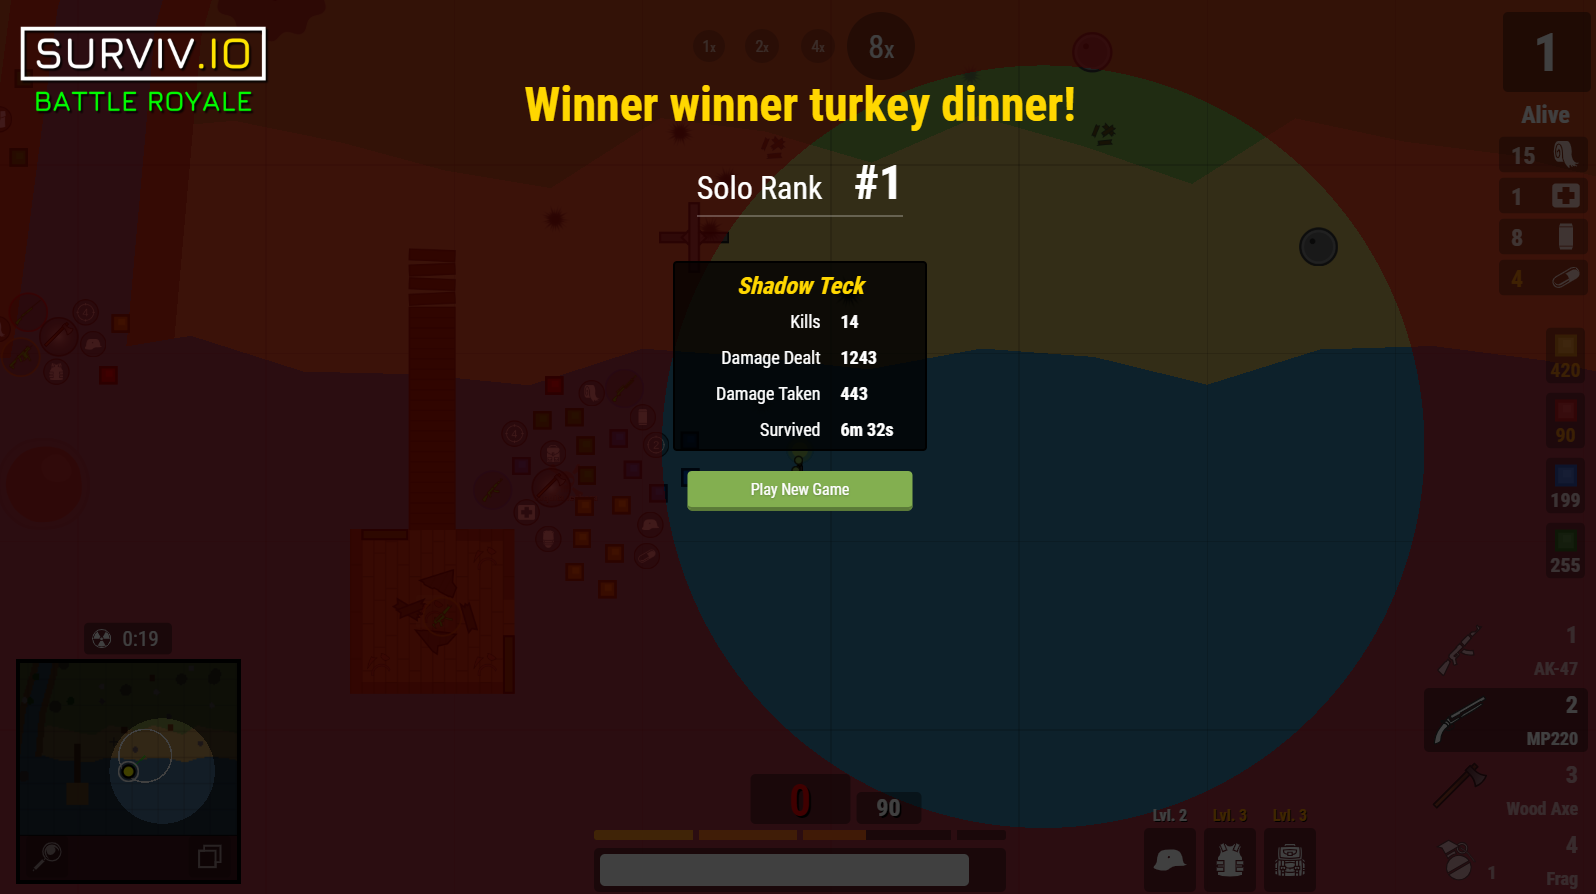 SURVIV.IO
BATTLE ROYALE
1x 2x 4x 8x
1
Alive
Winner winner turkey dinner!
Solo Rank #1
15
1
8
4
Shadow Teck
Kills 14
Damage Dealt 1243
Damage Taken 443
Survived 6m 32s
Play New Game
420
90
199
255
0:19
1
AK-47
2
MP220
3
Wood Axe
4
1
Frag
0 90
Lvl. 2 Lvl. 3 Lvl. 3